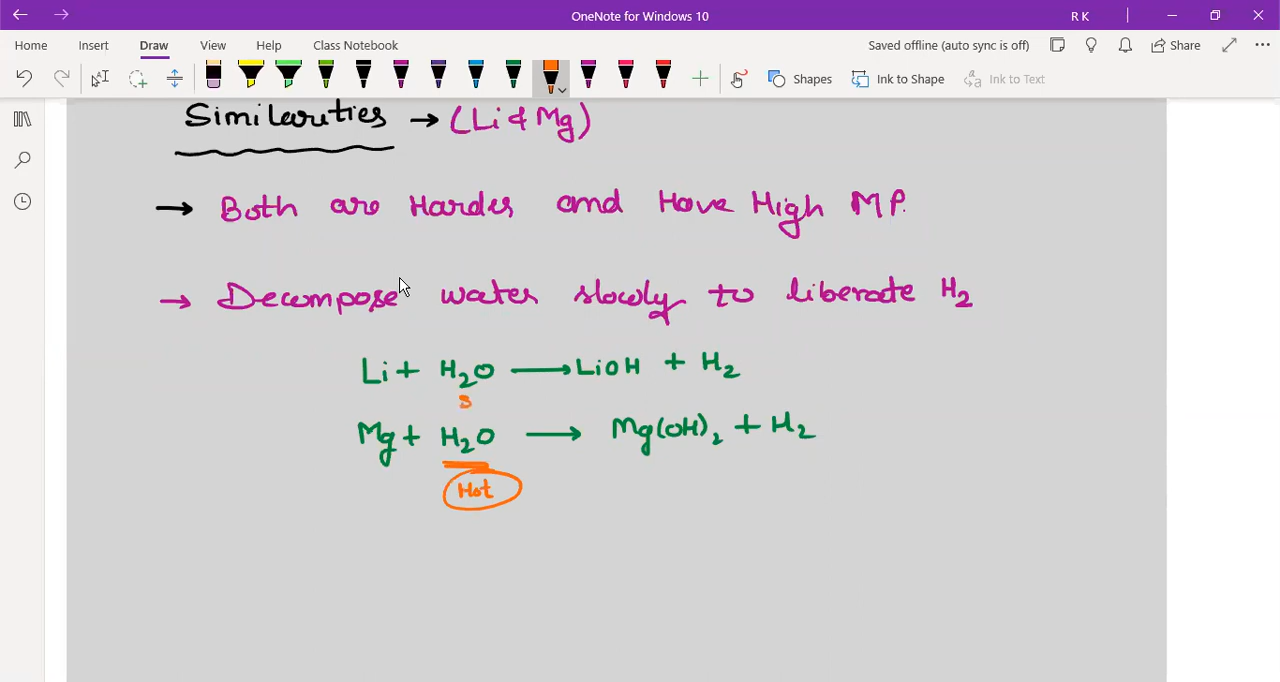 OneNote for Windows 10
R K
Home Insert Draw View Help Class Notebook
Saved offline (auto sync is off) Share
Shapes Ink to Shape Ink to Text
Similarities → (Li & Mg)
→ Both are Harder and Have High MP.
→ Decompose water slowly to liberate H₂
Li + H₂O → LiOH + H₂
s
Mg + H₂O → Mg(OH)₂ + H₂
Hot